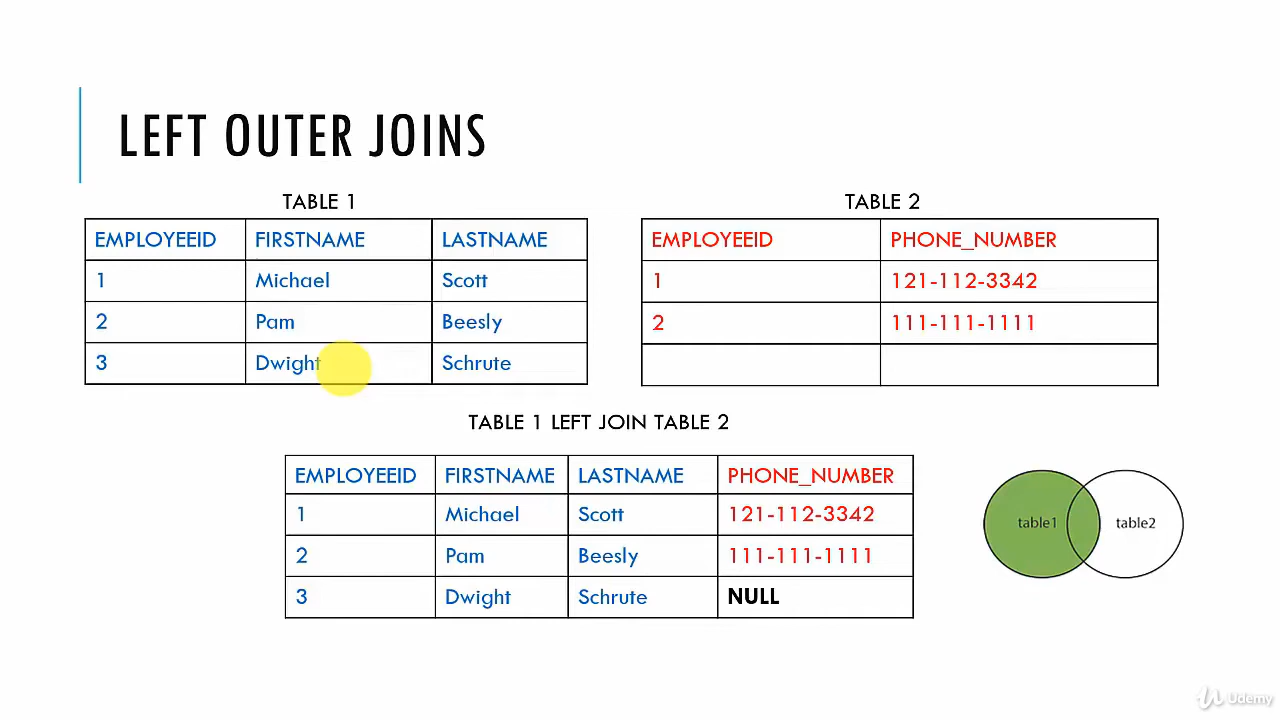 LEFT OUTER JOINS
TABLE 1
EMPLOYEEID FIRSTNAME LASTNAME
1 Michael Scott
2 Pam Beesly
3 Dwight Schrute
TABLE 2
EMPLOYEEID PHONE_NUMBER
1 121-112-3342
2 111-111-1111
TABLE 1 LEFT JOIN TABLE 2
EMPLOYEEID FIRSTNAME LASTNAME PHONE_NUMBER
1 Michael Scott 121-112-3342
2 Pam Beesly 111-111-1111
3 Dwight Schrute NULL
table1 table2
Udemy